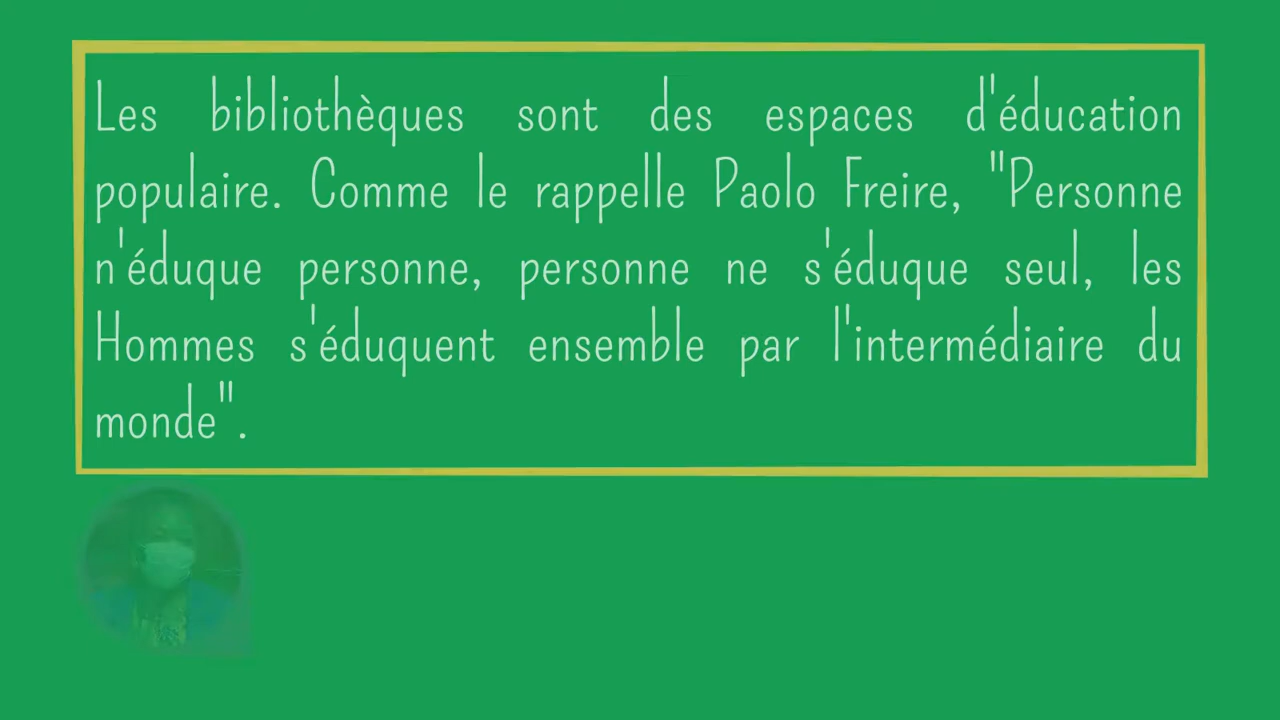 Les bibliothèques sont des espaces d'éducation
populaire. Comme le rappelle Paolo Freire, "Personne
n'éduque personne, personne ne s'éduque seul, les
Hommes s'éduquent ensemble par l'intermédiaire du
monde".